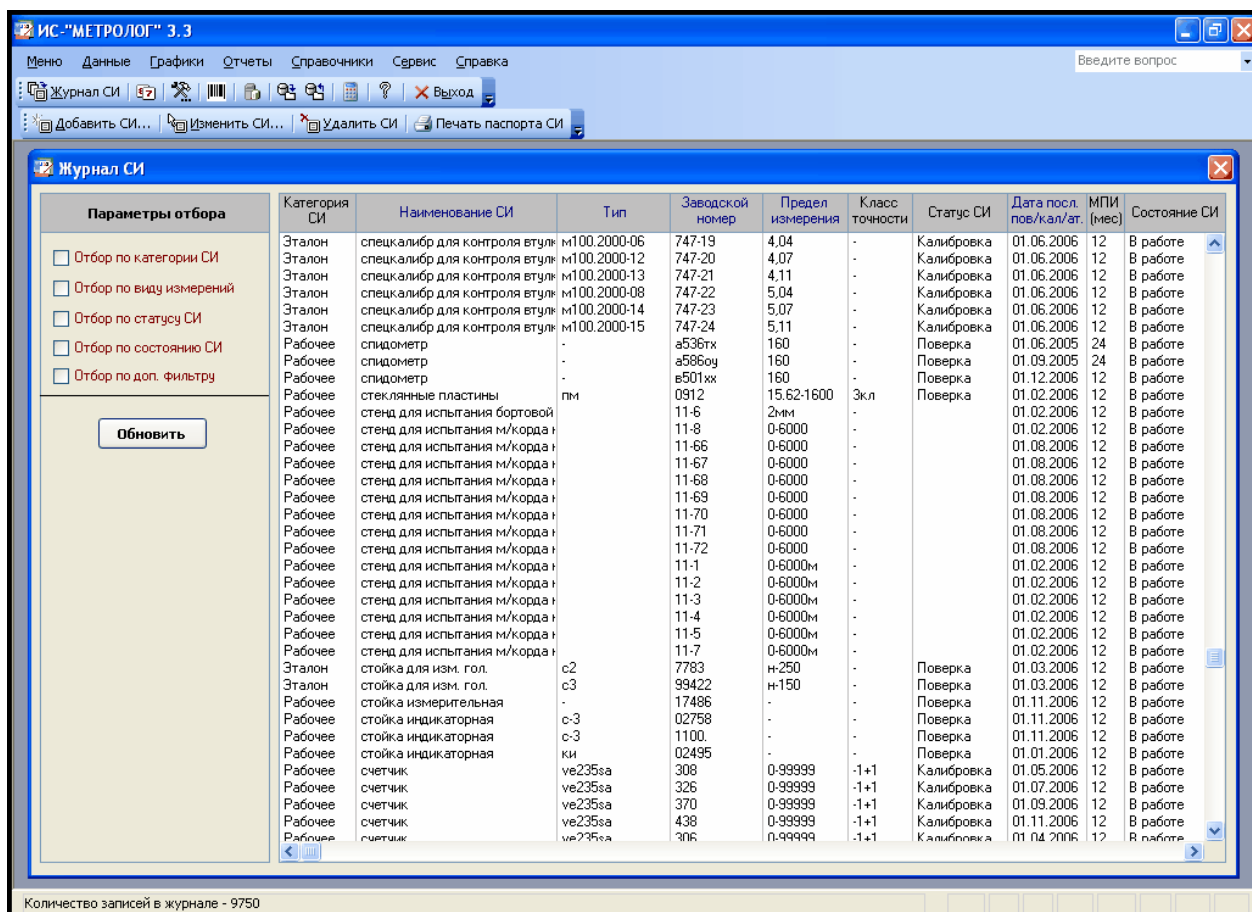 ИС-"МЕТРОЛОГ" 3.3
Меню Данные Графики Отчеты Справочники Сервис Справка Введите вопрос
Журнал СИ Выход
Добавить СИ... Изменить СИ... Удалить СИ Печать паспорта СИ
Журнал СИ
Параметры отбора
Отбор по категории СИ
Отбор по виду измерений
Отбор по статусу СИ
Отбор по состоянию СИ
Отбор по доп. фильтру
Обновить
Категория СИ Наименование СИ Тип Заводской номер Предел измерения Класс точности Статус СИ Дата посл. пов/кал/ат. МПИ (мес) Состояние СИ
Эталон спецкалибр для контроля втулк м100.2000-06 747-19 4,04 - Калибровка 01.06.2006 12 В работе
Эталон спецкалибр для контроля втулк м100.2000-12 747-20 4,07 - Калибровка 01.06.2006 12 В работе
Эталон спецкалибр для контроля втулк м100.2000-13 747-21 4,11 - Калибровка 01.06.2006 12 В работе
Эталон спецкалибр для контроля втулк м100.2000-08 747-22 5,04 - Калибровка 01.06.2006 12 В работе
Эталон спецкалибр для контроля втулк м100.2000-14 747-23 5,07 - Калибровка 01.06.2006 12 В работе
Эталон спецкалибр для контроля втулк м100.2000-15 747-24 5,11 - Калибровка 01.06.2006 12 В работе
Рабочее спидометр - а536тх 160 - Поверка 01.06.2005 24 В работе
Рабочее спидометр - а586оу 160 - Поверка 01.09.2005 24 В работе
Рабочее спидометр - в501хх 160 - Поверка 01.12.2006 12 В работе
Рабочее стеклянные пластины пм 0912 15.62-1600 3кл Поверка 01.02.2006 12 В работе
Рабочее стенд для испытания бортовой 11-6 2мм - 01.02.2006 12 В работе
Рабочее стенд для испытания м/корда н 11-8 0-6000 - 01.02.2006 12 В работе
Рабочее стенд для испытания м/корда н 11-66 0-6000 - 01.08.2006 12 В работе
Рабочее стенд для испытания м/корда н 11-67 0-6000 - 01.08.2006 12 В работе
Рабочее стенд для испытания м/корда н 11-68 0-6000 - 01.08.2006 12 В работе
Рабочее стенд для испытания м/корда н 11-69 0-6000 - 01.08.2006 12 В работе
Рабочее стенд для испытания м/корда н 11-70 0-6000 - 01.08.2006 12 В работе
Рабочее стенд для испытания м/корда н 11-71 0-6000 - 01.08.2006 12 В работе
Рабочее стенд для испытания м/корда н 11-72 0-6000 - 01.08.2006 12 В работе
Рабочее стенд для испытания м/корда н 11-1 0-6000м - 01.02.2006 12 В работе
Рабочее стенд для испытания м/корда н 11-2 0-6000м - 01.02.2006 12 В работе
Рабочее стенд для испытания м/корда н 11-3 0-6000м - 01.02.2006 12 В работе
Рабочее стенд для испытания м/корда н 11-4 0-6000м - 01.02.2006 12 В работе
Рабочее стенд для испытания м/корда н 11-5 0-6000м - 01.02.2006 12 В работе
Рабочее стенд для испытания м/корда н 11-7 0-6000м - 01.02.2006 12 В работе
Эталон стойка для изм. гол. с2 7783 н-250 - Поверка 01.03.2006 12 В работе
Эталон стойка для изм. гол. с3 99422 н-150 - Поверка 01.03.2006 12 В работе
Рабочее стойка измерительная - 17486 - - Поверка 01.11.2006 12 В работе
Рабочее стойка индикаторная с-3 02758 - - Поверка 01.11.2006 12 В работе
Рабочее стойка индикаторная с-3 1100. - - Поверка 01.11.2006 12 В работе
Рабочее стойка индикаторная ки 02495 - - Поверка 01.01.2006 12 В работе
Рабочее счетчик ve235sa 308 0-99999 -1+1 Калибровка 01.05.2006 12 В работе
Рабочее счетчик ve235sa 326 0-99999 -1+1 Калибровка 01.07.2006 12 В работе
Рабочее счетчик ve235sa 370 0-99999 -1+1 Калибровка 01.09.2006 12 В работе
Рабочее счетчик ve235sa 438 0-99999 -1+1 Калибровка 01.11.2006 12 В работе
Рабочее счетчик ve235sa 306 0-99999 -1+1 Калибровка 01.04.2006 12 В работе
Количество записей в журнале - 9750